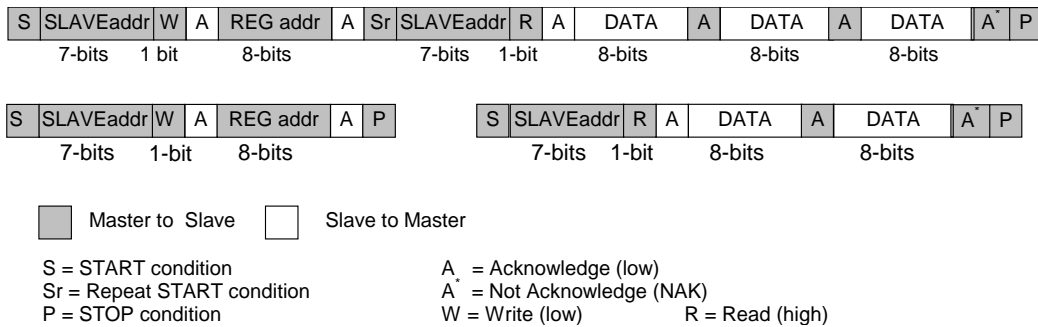 S SLAVEaddr W A REG addr A Sr SLAVEaddr R A DATA A DATA A DATA A* P
7-bits 1 bit 8-bits 7-bits 1-bit 8-bits 8-bits 8-bits
S SLAVEaddr W A REG addr A P S SLAVEaddr R A DATA A DATA A* P
7-bits 1-bit 8-bits 7-bits 1-bit 8-bits 8-bits
Master to Slave Slave to Master
S = START condition A = Acknowledge (low)
Sr = Repeat START condition A* = Not Acknowledge (NAK)
P = STOP condition W = Write (low) R = Read (high)